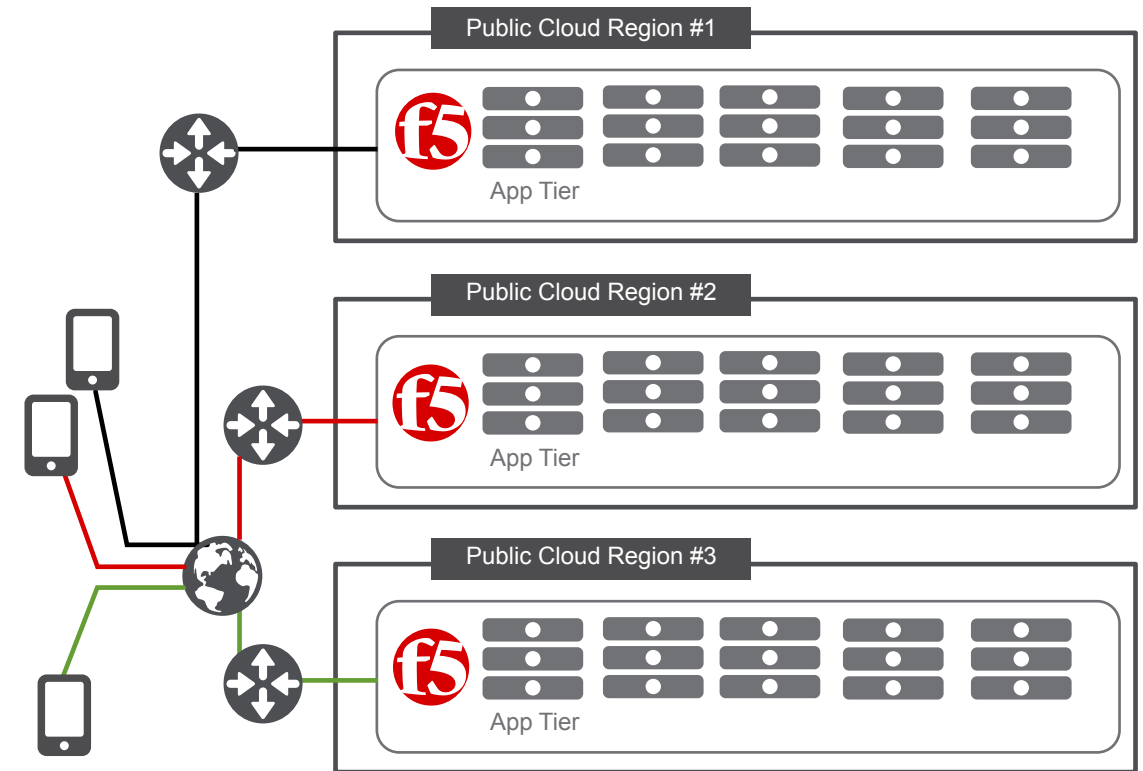 Public Cloud Region #1
f5
App Tier
Public Cloud Region #2
f5
App Tier
Public Cloud Region #3
f5
App Tier